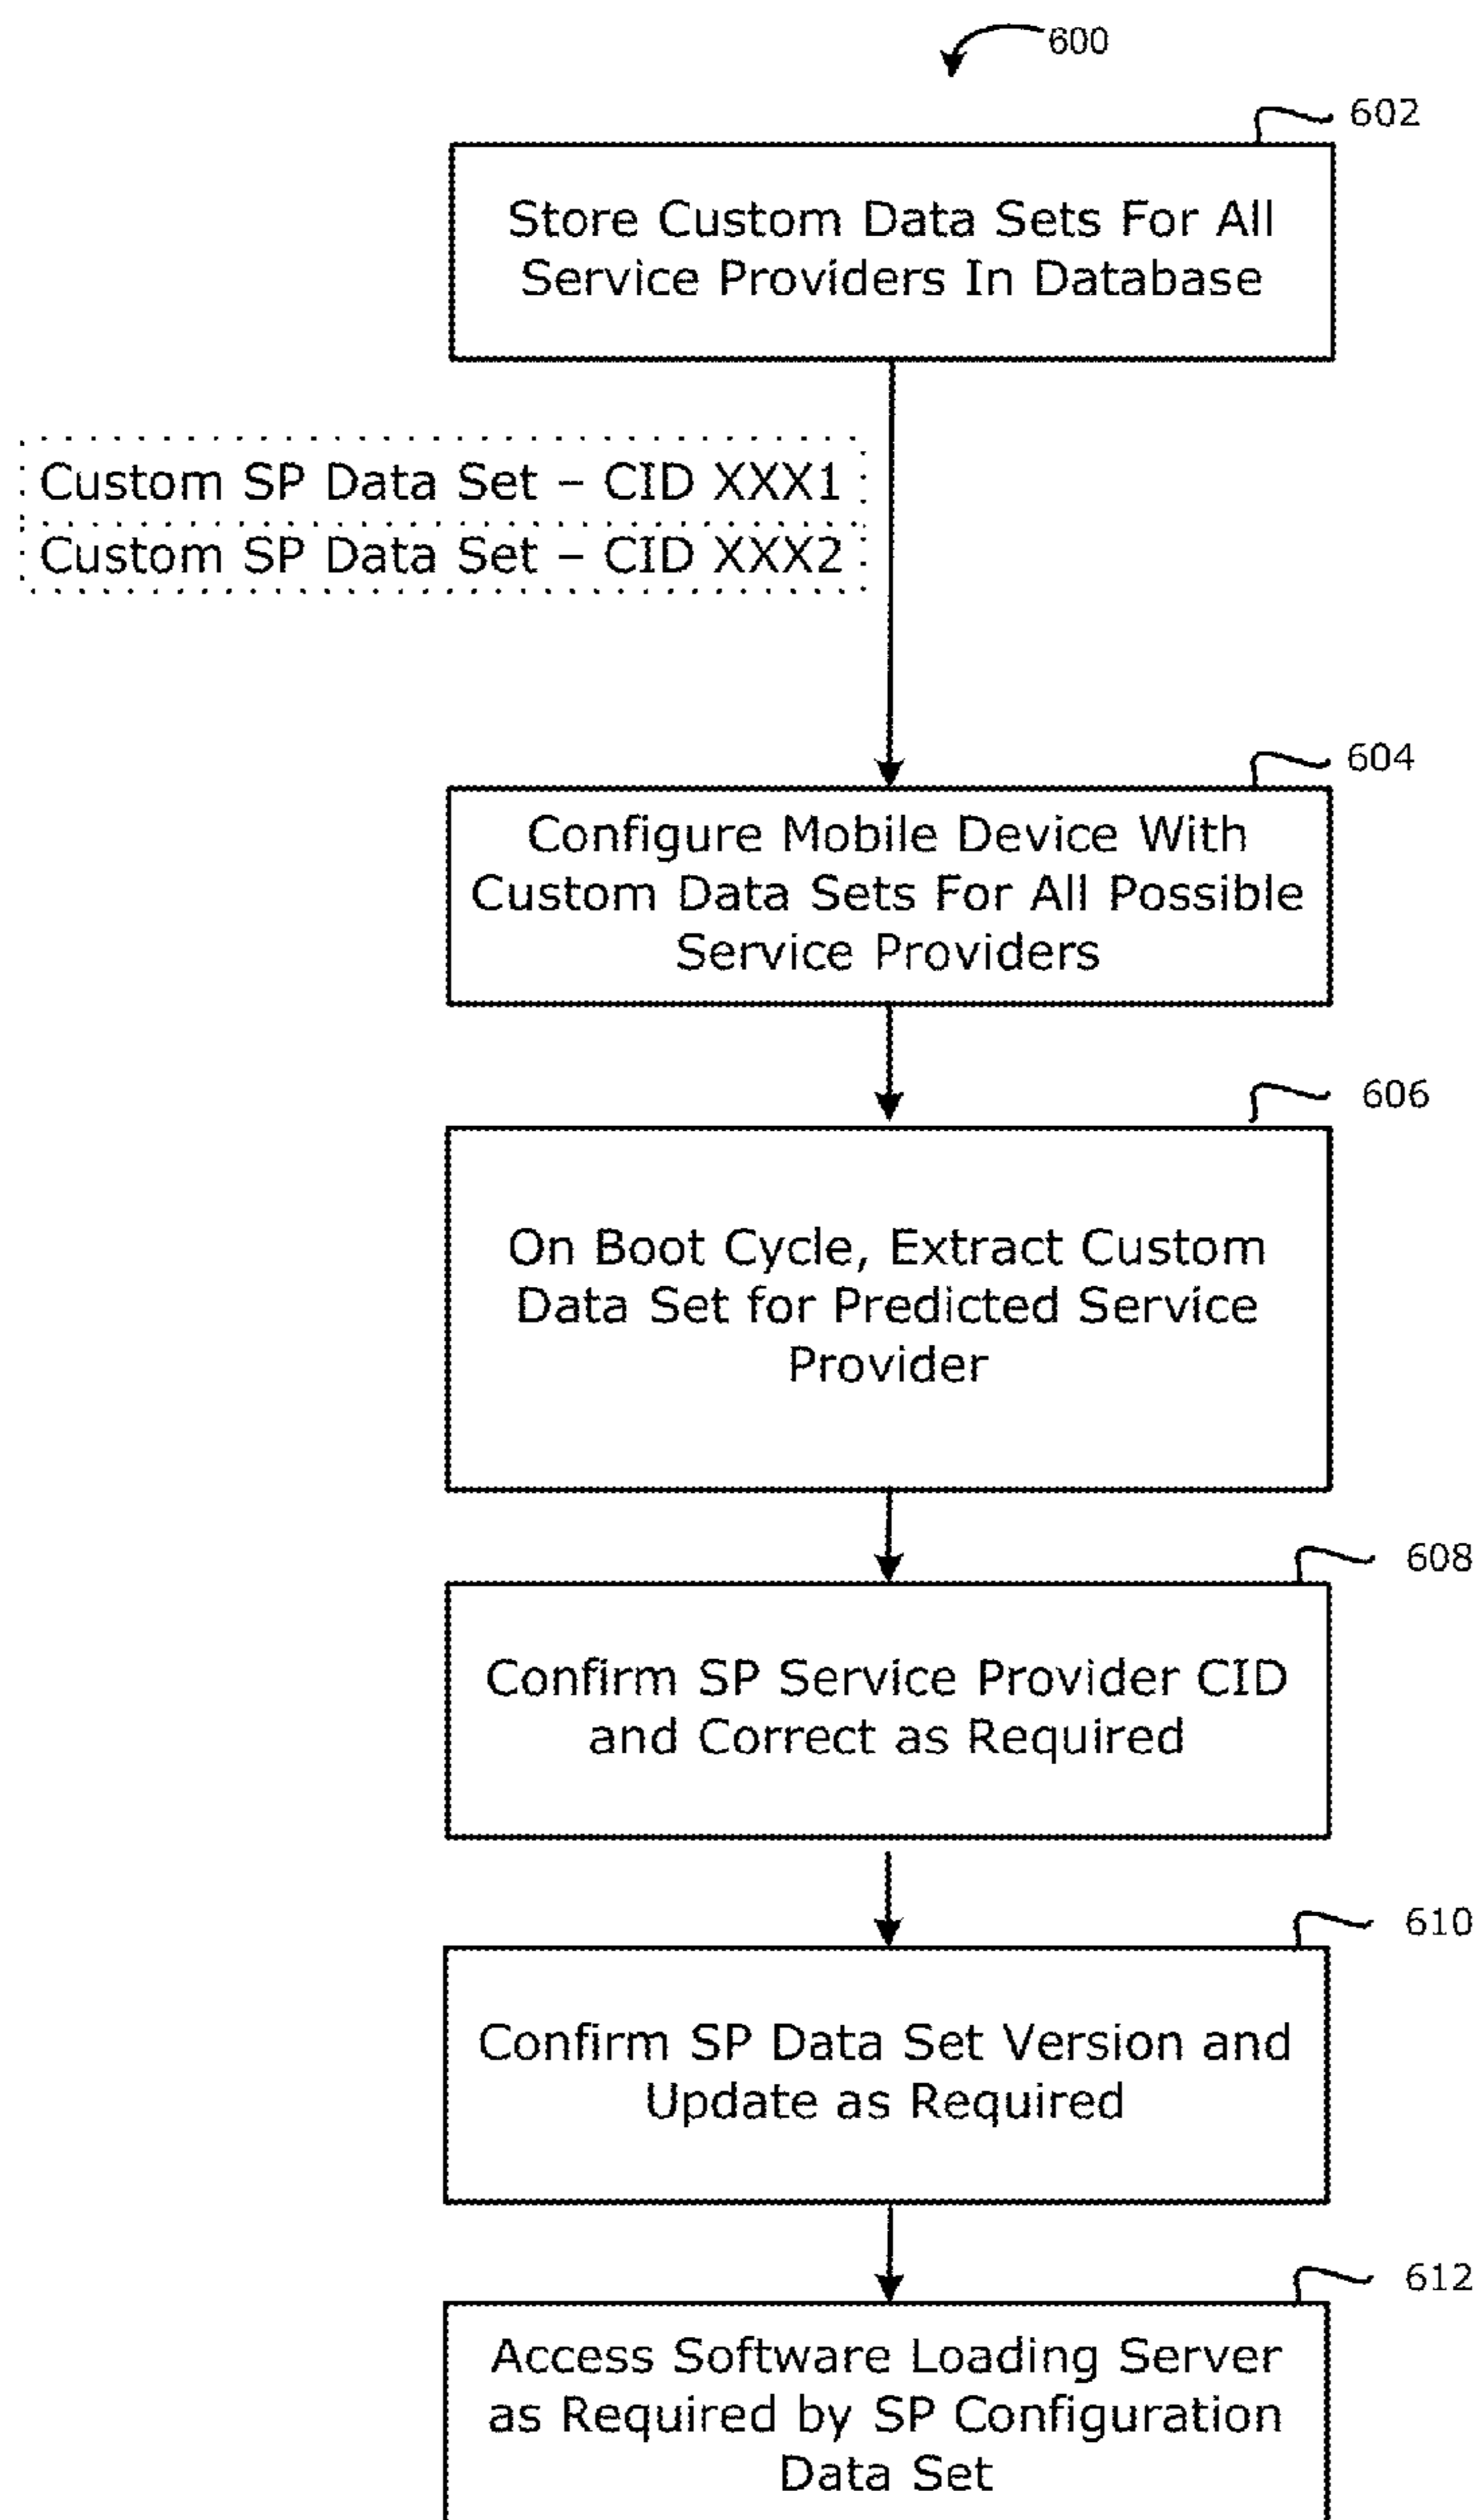 600
602
Store Custom Data Sets For All
Service Providers In Database
Custom SP Data Set – CID XXX1
Custom SP Data Set – CID XXX2
604
Configure Mobile Device With
Custom Data Sets For All Possible
Service Providers
606
On Boot Cycle, Extract Custom
Data Set for Predicted Service
Provider
608
Confirm SP Service Provider CID
and Correct as Required
610
Confirm SP Data Set Version and
Update as Required
612
Access Software Loading Server
as Required by SP Configuration
Data Set